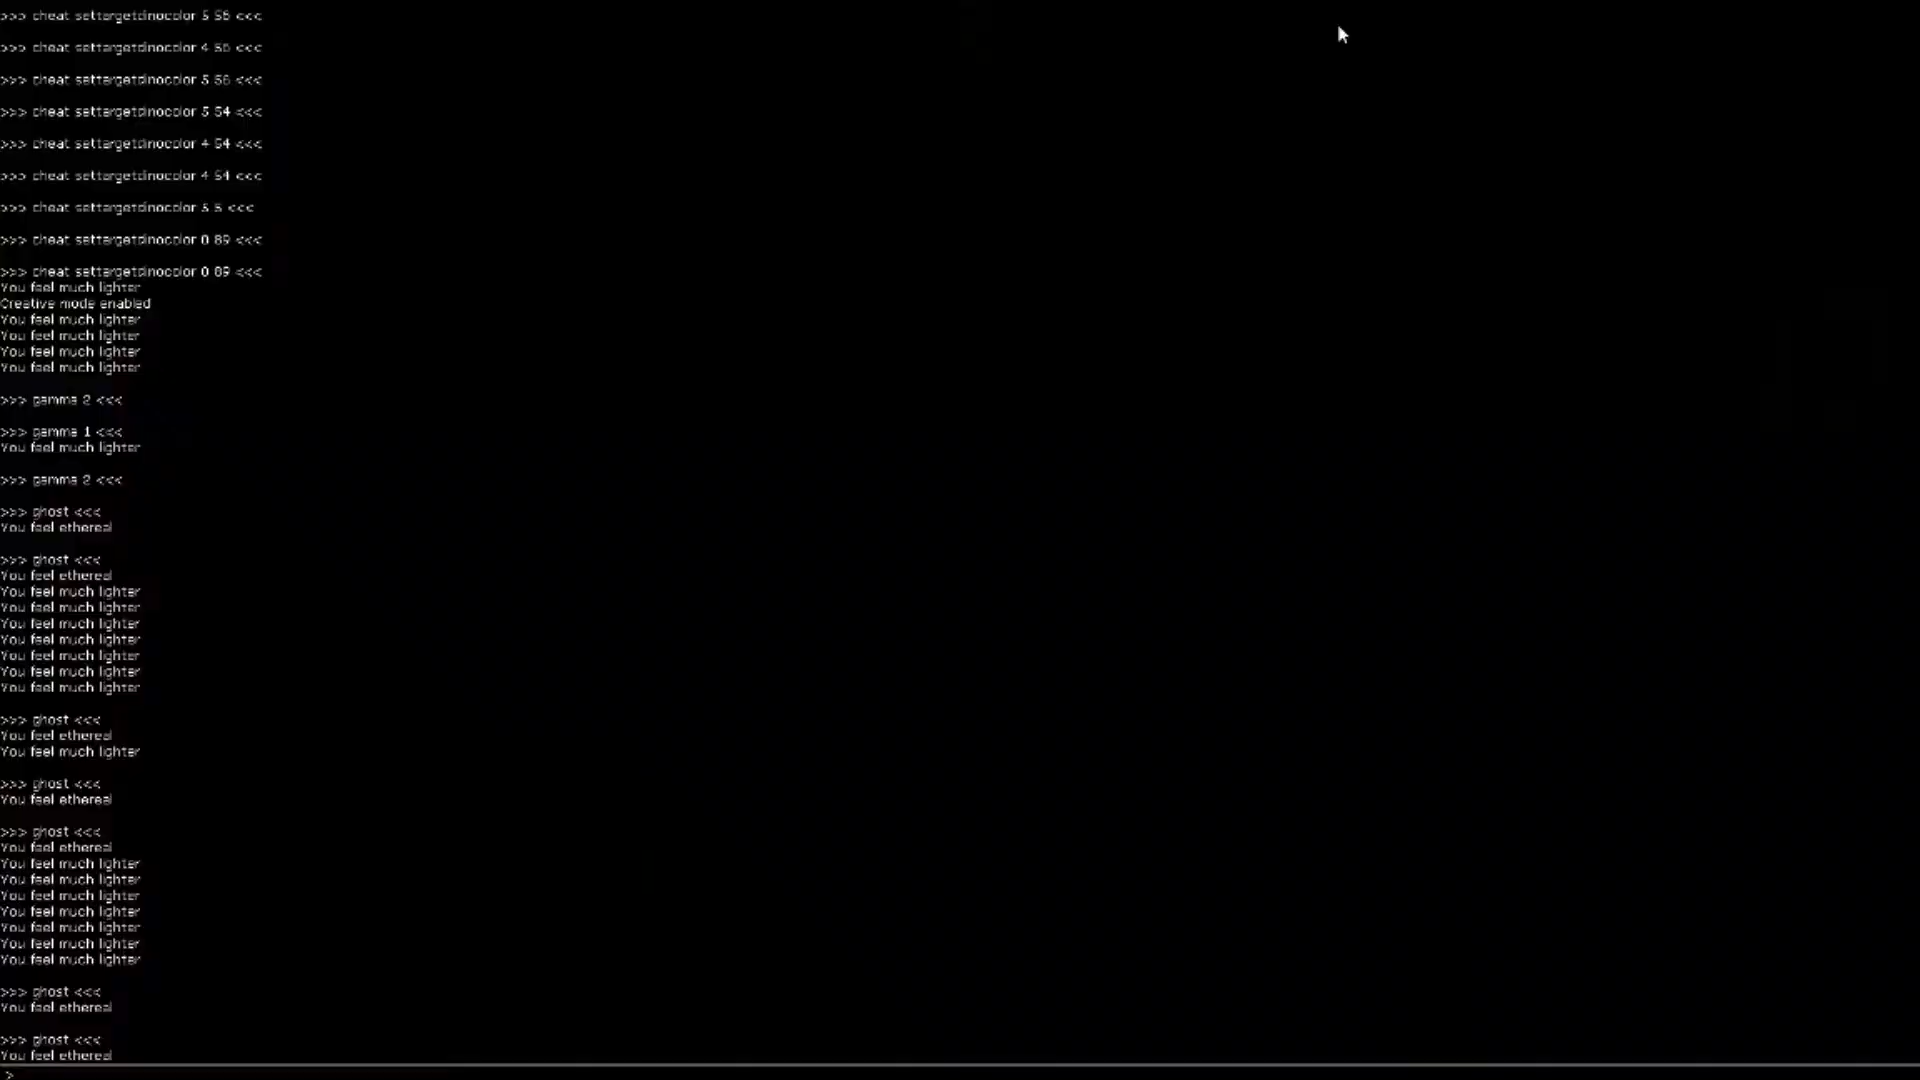 >>> cheat settargetdinocolor 5 56 <<<
>>> cheat settargetdinocolor 4 56 <<<
>>> cheat settargetdinocolor 5 56 <<<
>>> cheat settargetdinocolor 5 54 <<<
>>> cheat settargetdinocolor 4 54 <<<
>>> cheat settargetdinocolor 4 54 <<<
>>> cheat settargetdinocolor 5 5 <<<
>>> cheat settargetdinocolor 0 89 <<<
>>> cheat settargetdinocolor 0 89 <<<
You feel much lighter
Creative mode enabled
You feel much lighter
You feel much lighter
You feel much lighter
You feel much lighter
>>> gamma 2 <<<
>>> gamma 1 <<<
You feel much lighter
>>> gamma 2 <<<
>>> ghost <<<
You feel ethereal
>>> ghost <<<
You feel ethereal
You feel much lighter
You feel much lighter
You feel much lighter
You feel much lighter
You feel much lighter
You feel much lighter
You feel much lighter
>>> ghost <<<
You feel ethereal
You feel much lighter
>>> ghost <<<
You feel ethereal
>>> ghost <<<
You feel ethereal
You feel much lighter
You feel much lighter
You feel much lighter
You feel much lighter
You feel much lighter
You feel much lighter
You feel much lighter
>>> ghost <<<
You feel ethereal
>>> ghost <<<
You feel ethereal
>